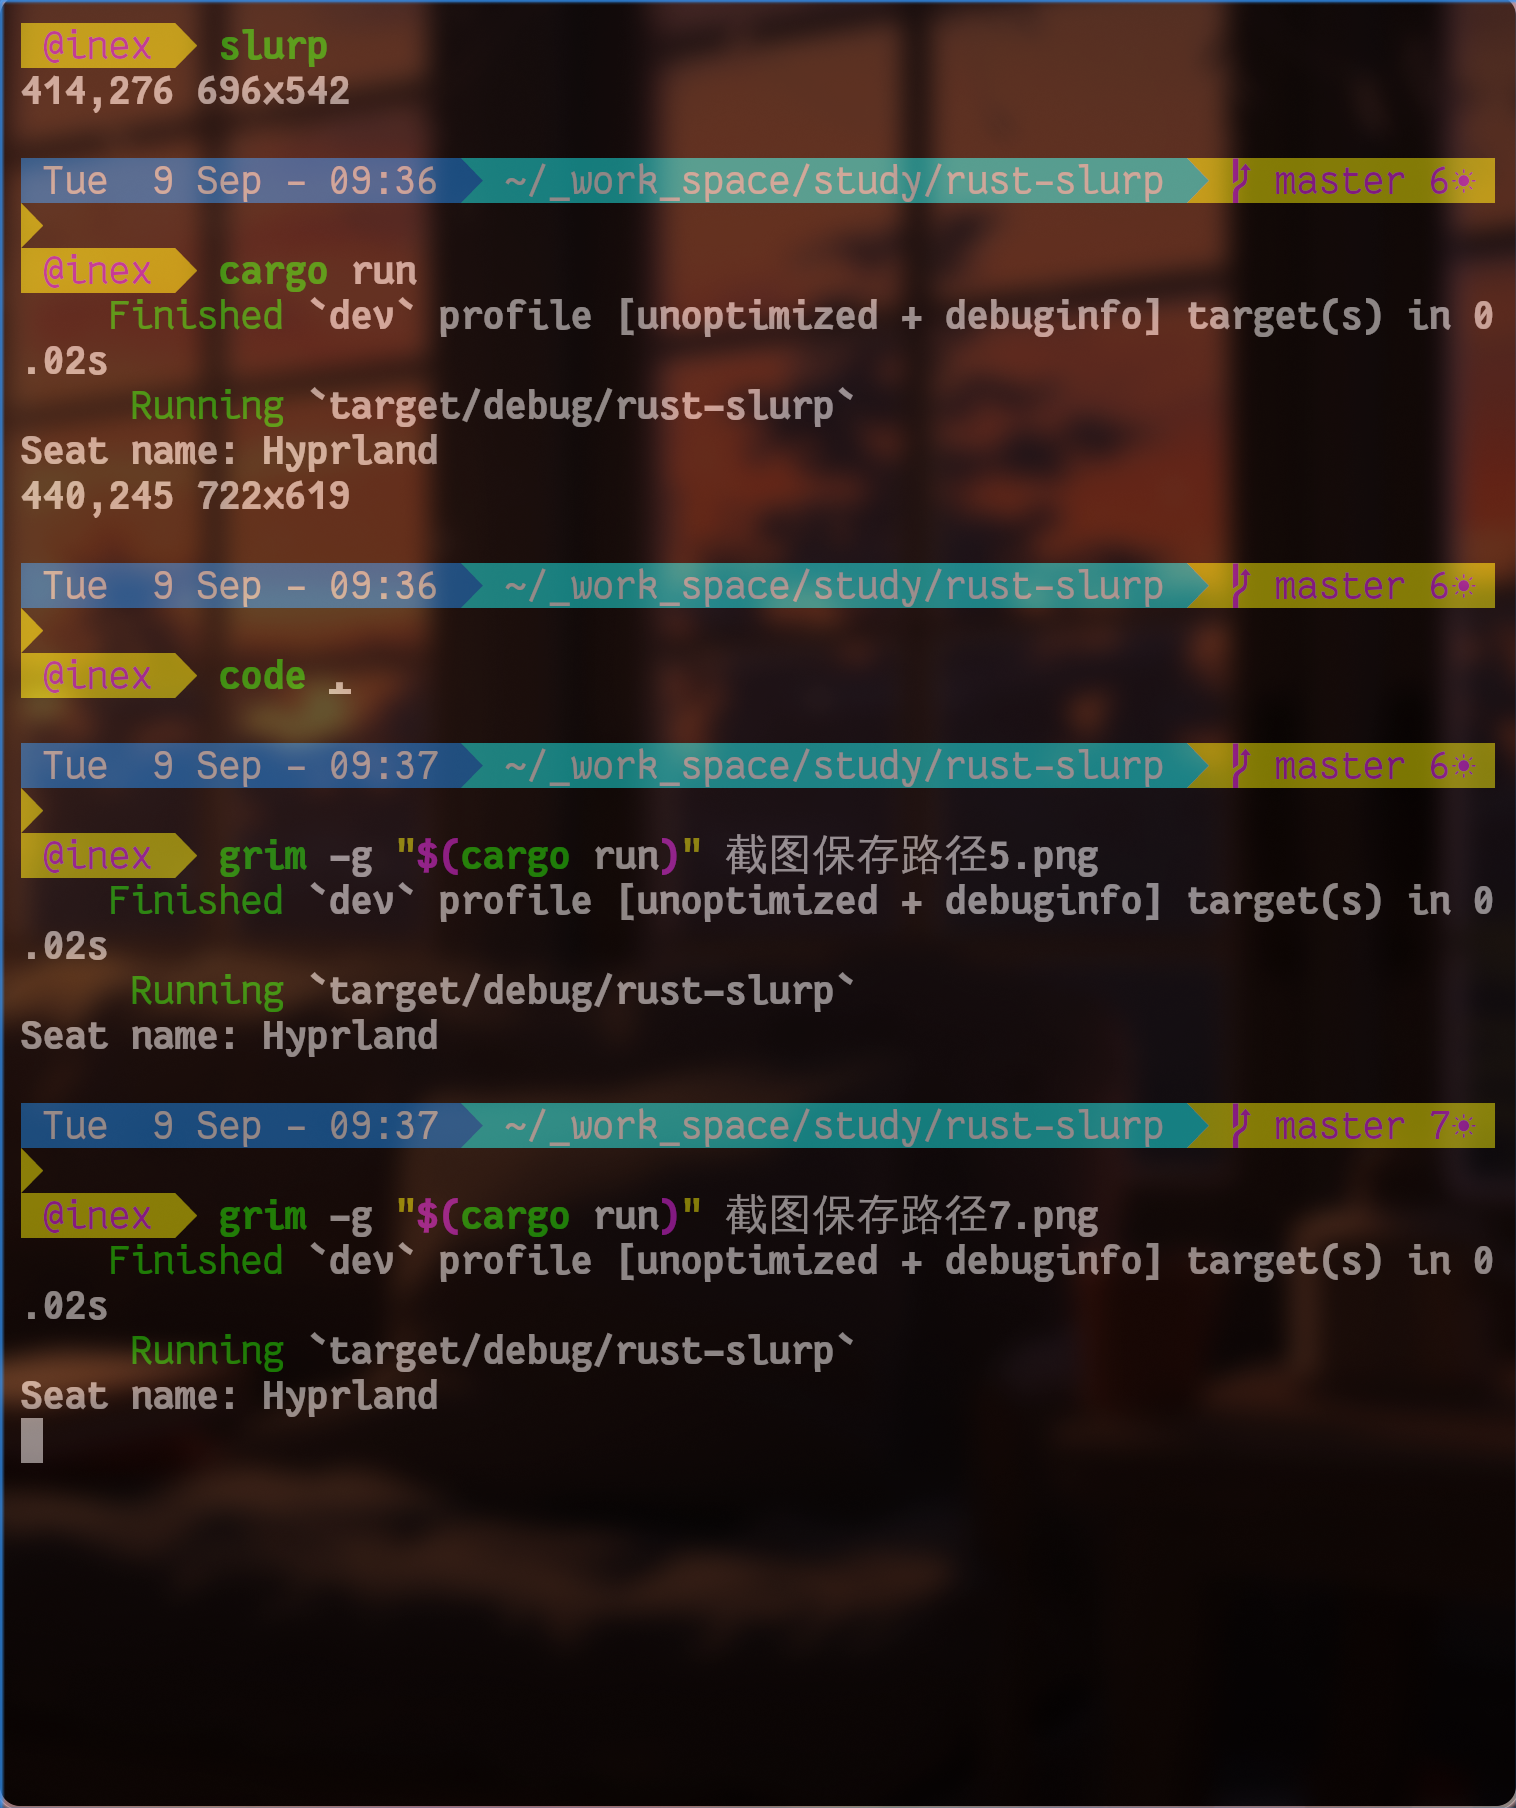 @inex slurp
414,276 696x542
Tue  9 Sep - 09:36 ~/_work_space/study/rust-slurp master 6☀
@inex cargo run
    Finished `dev` profile [unoptimized + debuginfo] target(s) in 0
.02s
     Running `target/debug/rust-slurp`
Seat name: Hyprland
440,245 722x619
Tue  9 Sep - 09:36 ~/_work_space/study/rust-slurp master 6☀
@inex code .
Tue  9 Sep - 09:37 ~/_work_space/study/rust-slurp master 6☀
@inex grim -g "$(cargo run)" 截图保存路径5.png
    Finished `dev` profile [unoptimized + debuginfo] target(s) in 0
.02s
     Running `target/debug/rust-slurp`
Seat name: Hyprland
Tue  9 Sep - 09:37 ~/_work_space/study/rust-slurp master 7☀
@inex grim -g "$(cargo run)" 截图保存路径7.png
    Finished `dev` profile [unoptimized + debuginfo] target(s) in 0
.02s
     Running `target/debug/rust-slurp`
Seat name: Hyprland